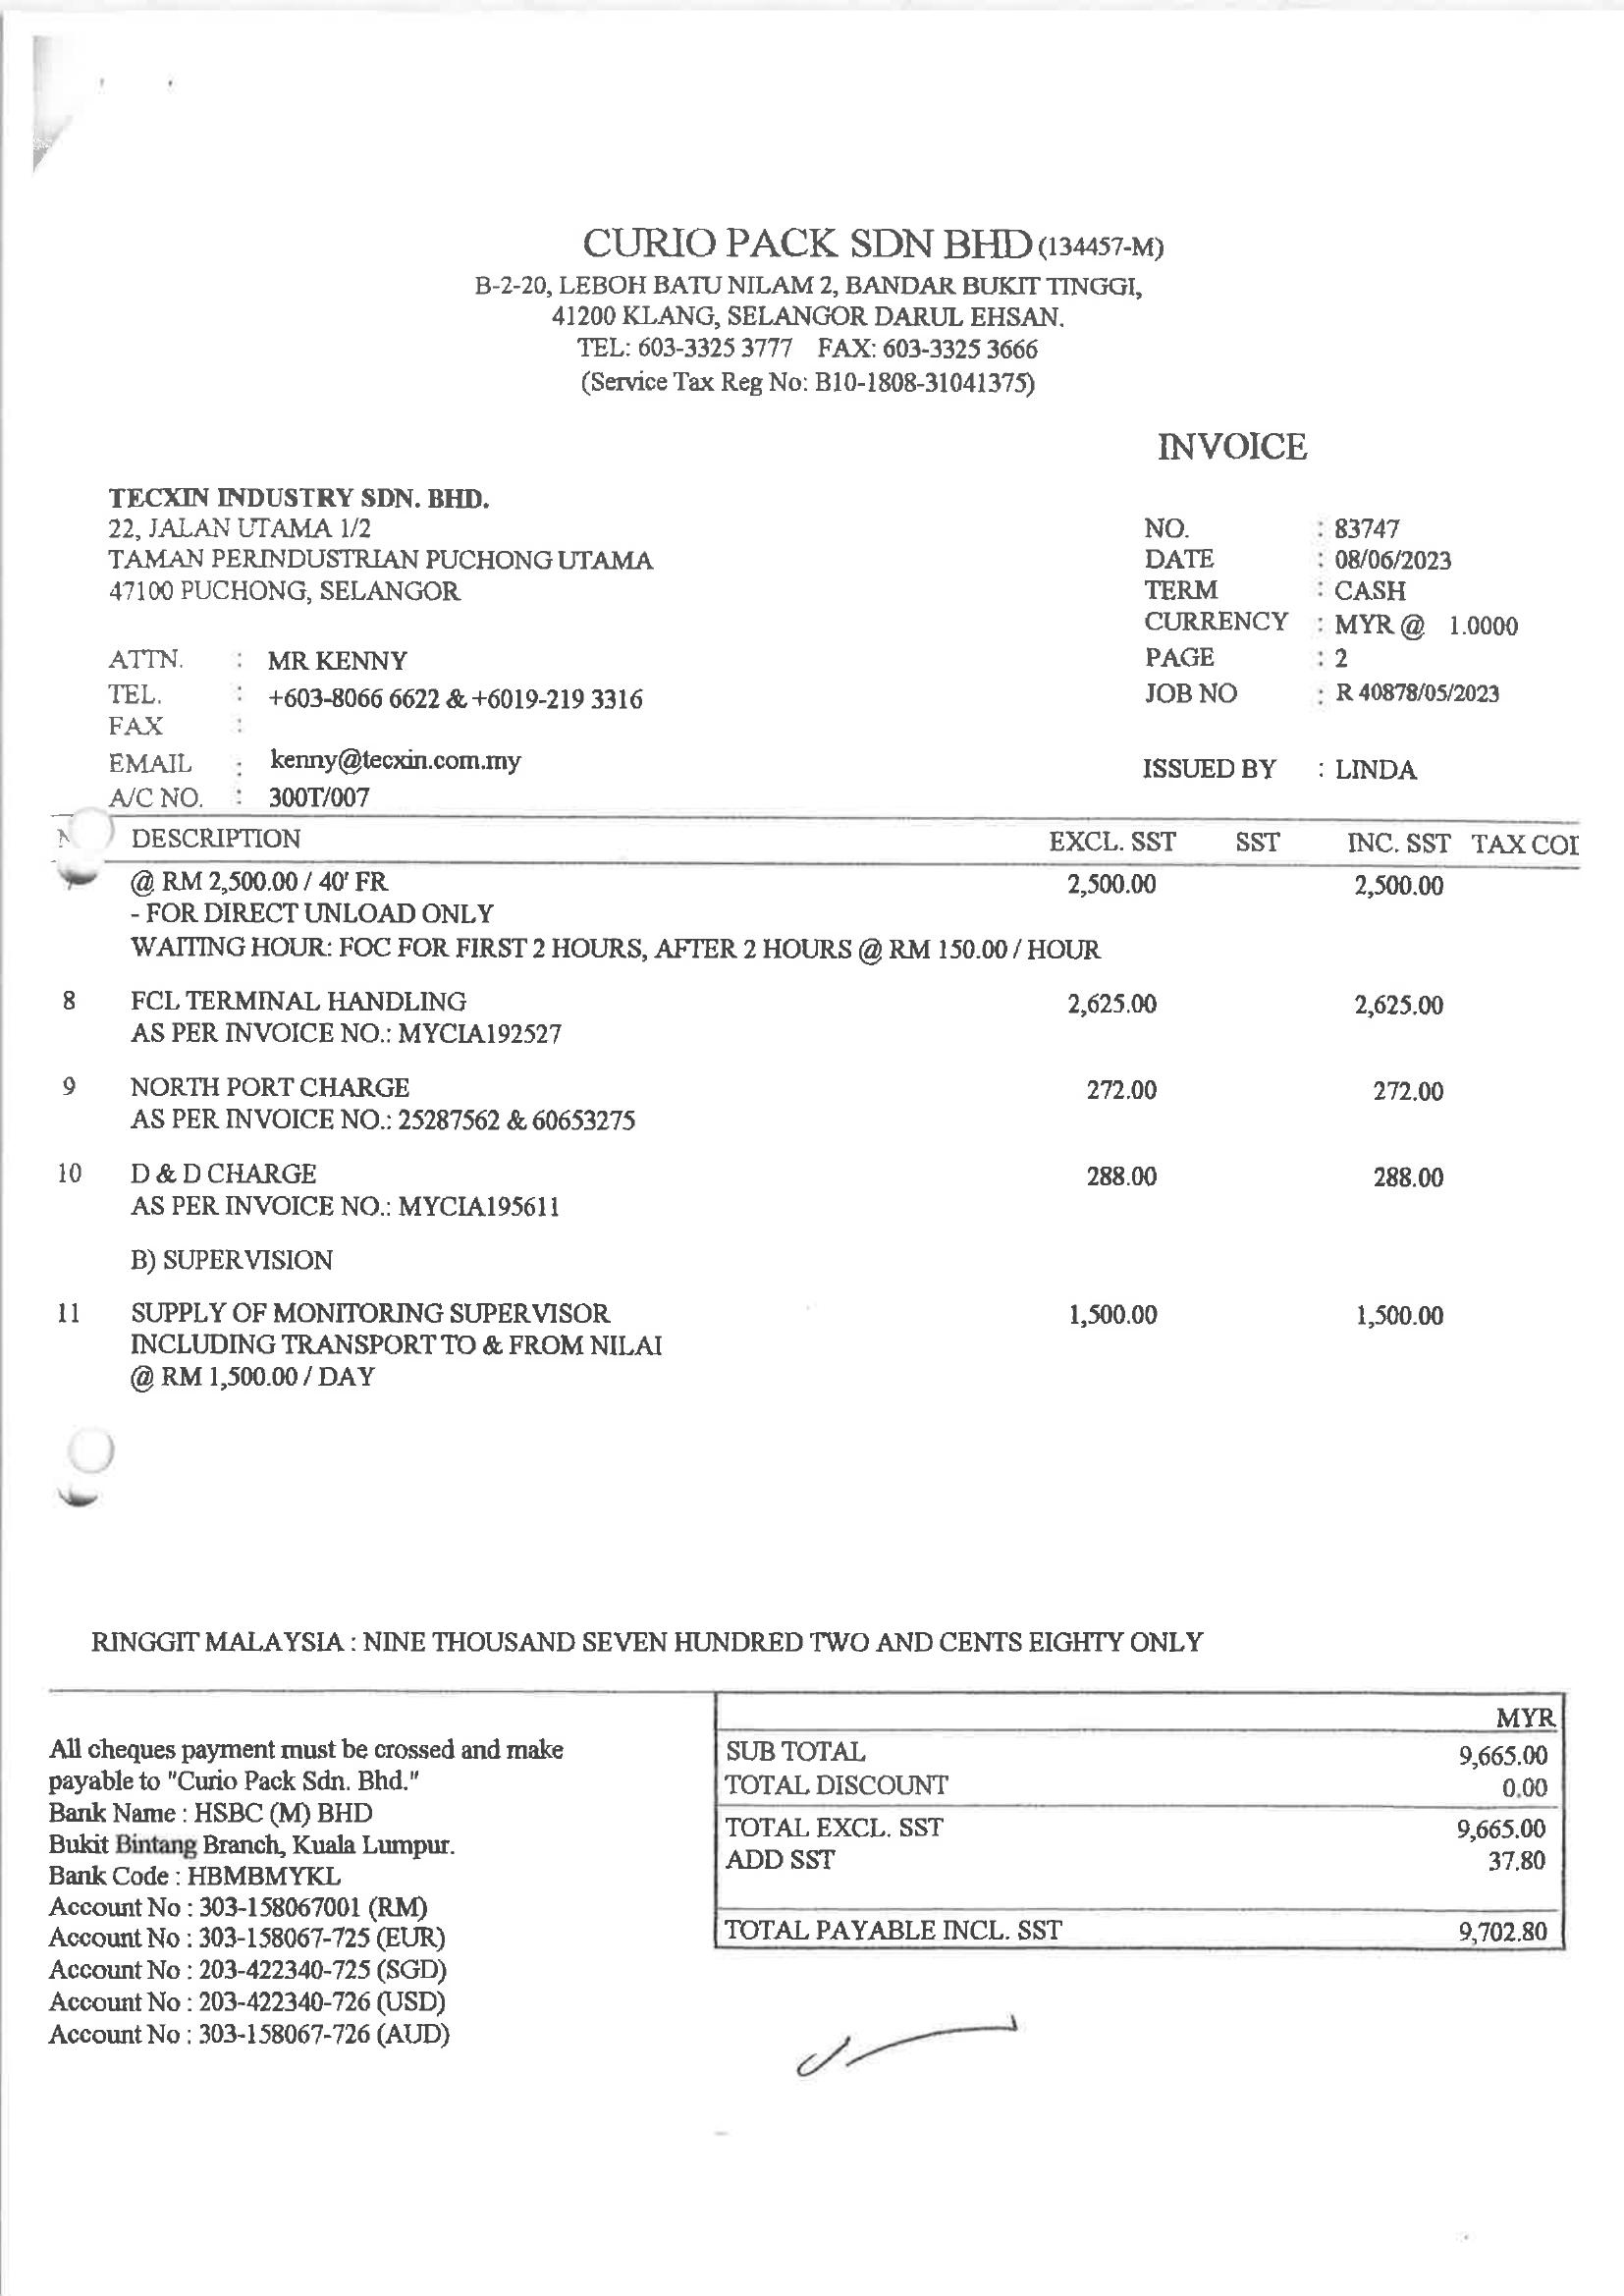 CURIO PACK SDN BHD (134457-M)
B-2-20, LEBOH BATU NILAM 2, BANDAR BUKIT TINGGI,
41200 KLANG, SELANGOR DARUL EHSAN.
TEL: 603-3325 3777 FAX: 603-3325 3666
(Service Tax Reg No: B10-1808-31041375)
INVOICE
TECXIN INDUSTRY SDN. BHD.
22, JALAN UTAMA 1/2
TAMAN PERINDUSTRIAN PUCHONG UTAMA
47100 PUCHONG, SELANGOR
NO. : 83747
DATE : 08/06/2023
TERM : CASH
CURRENCY : MYR @ 1.0000
PAGE : 2
JOB NO : R 40878/05/2023
ATTN. : MR KENNY
TEL. : +603-8066 6622 & +6019-219 3316
FAX :
EMAIL : kenny@tecxin.com.my
A/C NO. : 300T/007
ISSUED BY : LINDA
DESCRIPTION EXCL. SST SST INC. SST TAX COI
@ RM 2,500.00 / 40' FR 2,500.00 2,500.00
- FOR DIRECT UNLOAD ONLY
WAITING HOUR: FOC FOR FIRST 2 HOURS, AFTER 2 HOURS @ RM 150.00 / HOUR
8 FCL TERMINAL HANDLING 2,625.00 2,625.00
AS PER INVOICE NO.: MYCIA192527
9 NORTH PORT CHARGE 272.00 272.00
AS PER INVOICE NO.: 25287562 & 60653275
10 D & D CHARGE 288.00 288.00
AS PER INVOICE NO.: MYCIA195611
B) SUPERVISION
11 SUPPLY OF MONITORING SUPERVISOR 1,500.00 1,500.00
INCLUDING TRANSPORT TO & FROM NILAI
@ RM 1,500.00 / DAY
RINGGIT MALAYSIA : NINE THOUSAND SEVEN HUNDRED TWO AND CENTS EIGHTY ONLY
All cheques payment must be crossed and make
payable to "Curio Pack Sdn. Bhd."
Bank Name : HSBC (M) BHD
Bukit Bintang Branch, Kuala Lumpur.
Bank Code : HBMBMYKL
Account No : 303-158067001 (RM)
Account No : 303-158067-725 (EUR)
Account No : 203-422340-725 (SGD)
Account No : 203-422340-726 (USD)
Account No : 303-158067-726 (AUD)
MYR
SUB TOTAL 9,665.00
TOTAL DISCOUNT 0.00
TOTAL EXCL. SST 9,665.00
ADD SST 37.80
TOTAL PAYABLE INCL. SST 9,702.80